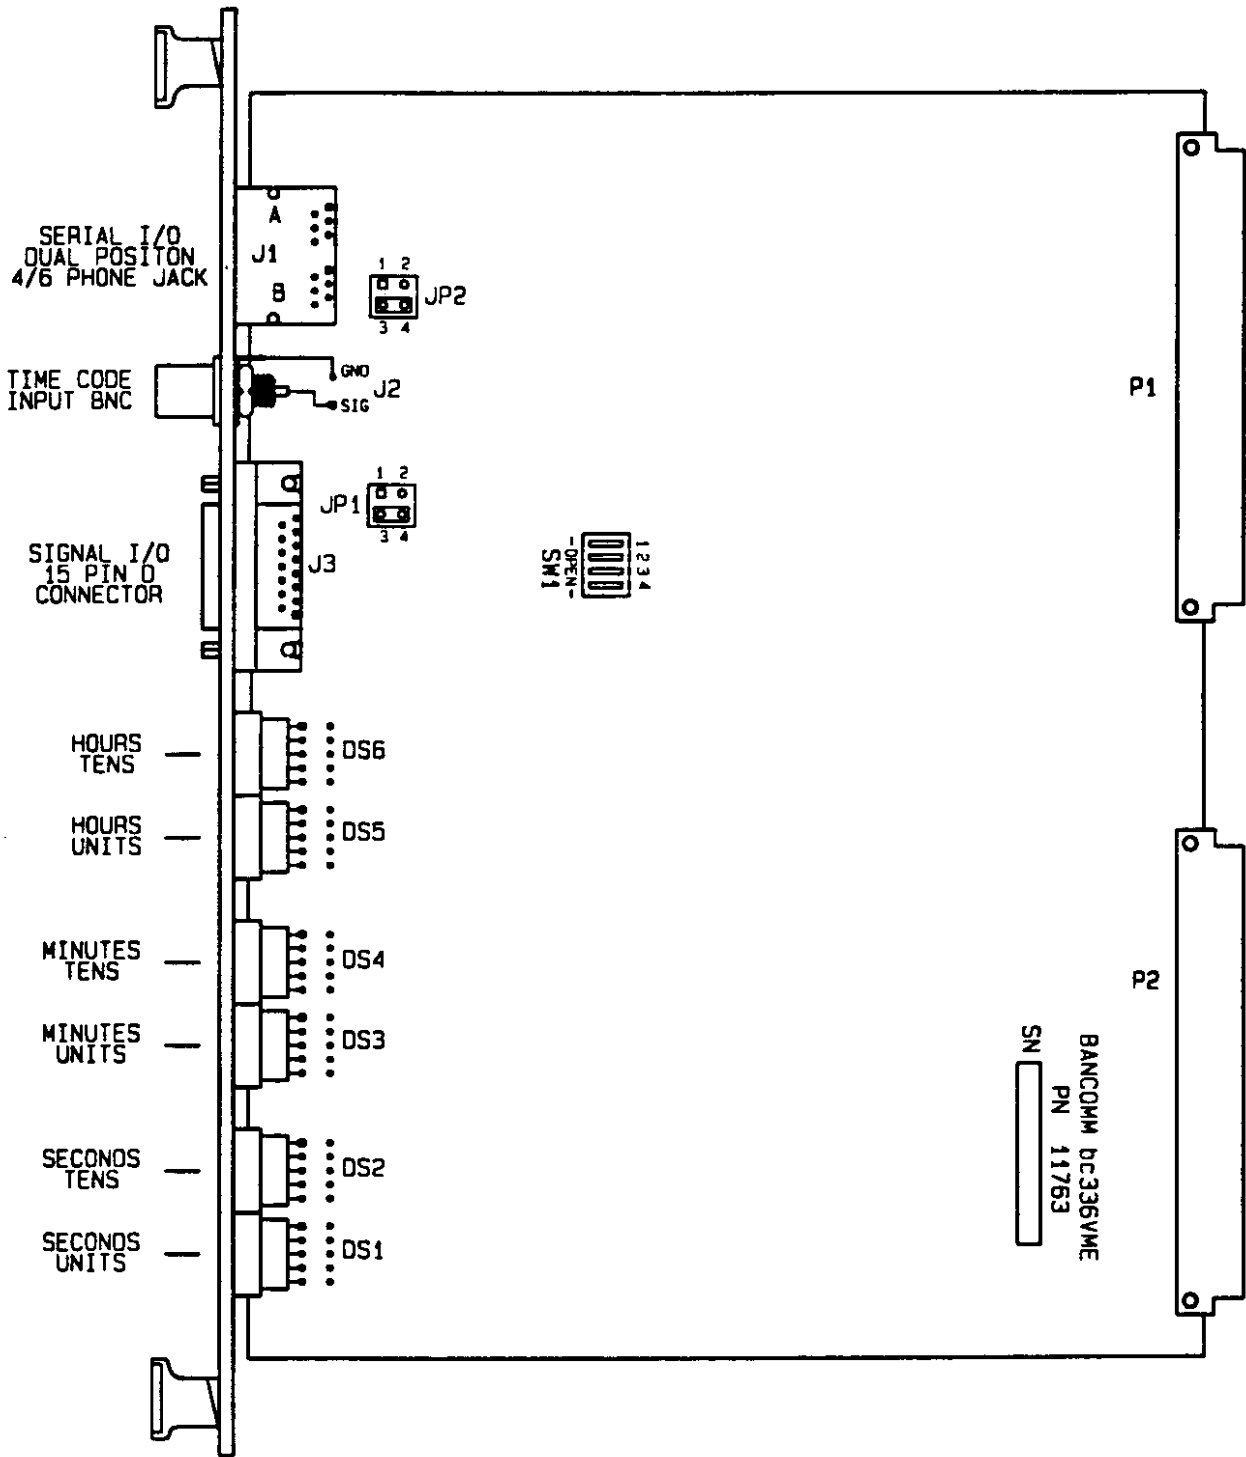 SERIAL I/O
DUAL POSITON
4/6 PHONE JACK
A
J1
B
1 2
JP2
3 4
TIME CODE
INPUT BNC
GND
J2
SIG
P1
1 2
JP1
3 4
SIGNAL I/O
15 PIN D
CONNECTOR
J3
SW1
-OPEN-
1 2 3 4
HOURS
TENS
DS6
HOURS
UNITS
DS5
MINUTES
TENS
DS4
MINUTES
UNITS
DS3
SECONDS
TENS
DS2
SECONDS
UNITS
DS1
P2
BANCOMM bc336VME
PN 11763
SN